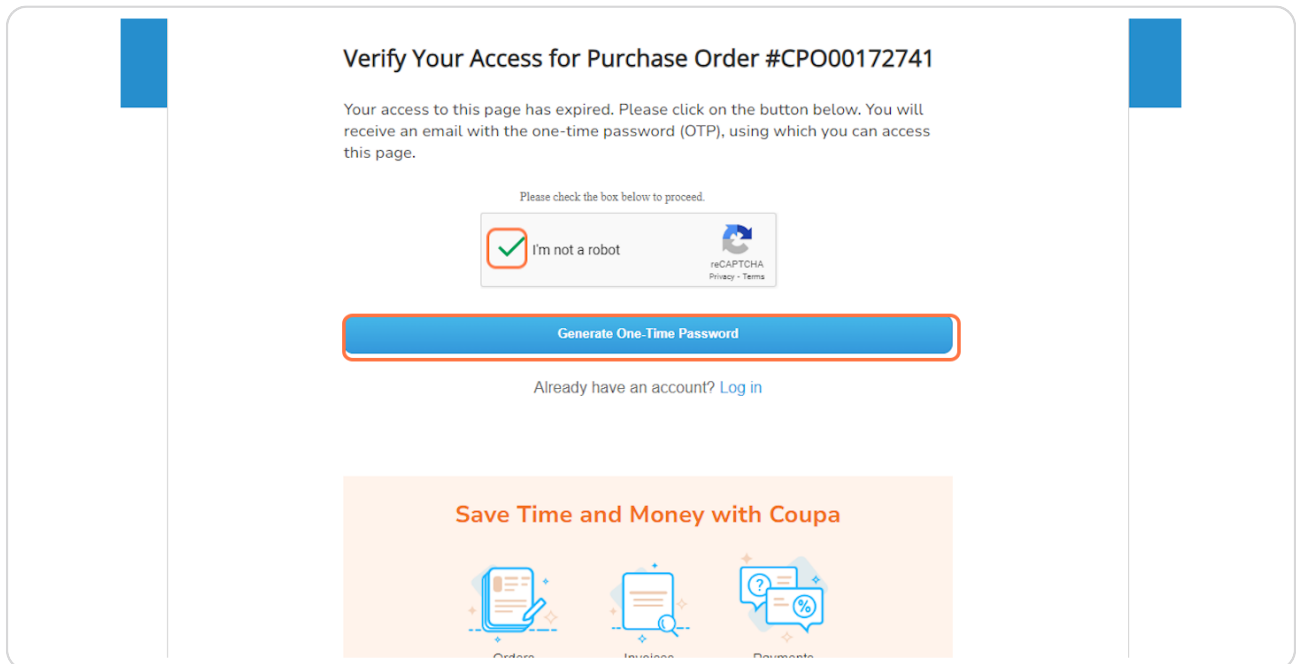 Verify Your Access for Purchase Order #CPO00172741
Your access to this page has expired. Please click on the button below. You will
receive an email with the one-time password (OTP), using which you can access
this page.
Please check the box below to proceed.
I'm not a robot
reCAPTCHA
Privacy - Terms
Generate One-Time Password
Already have an account? Log in
Save Time and Money with Coupa
?
%
Orders Invoices Payments